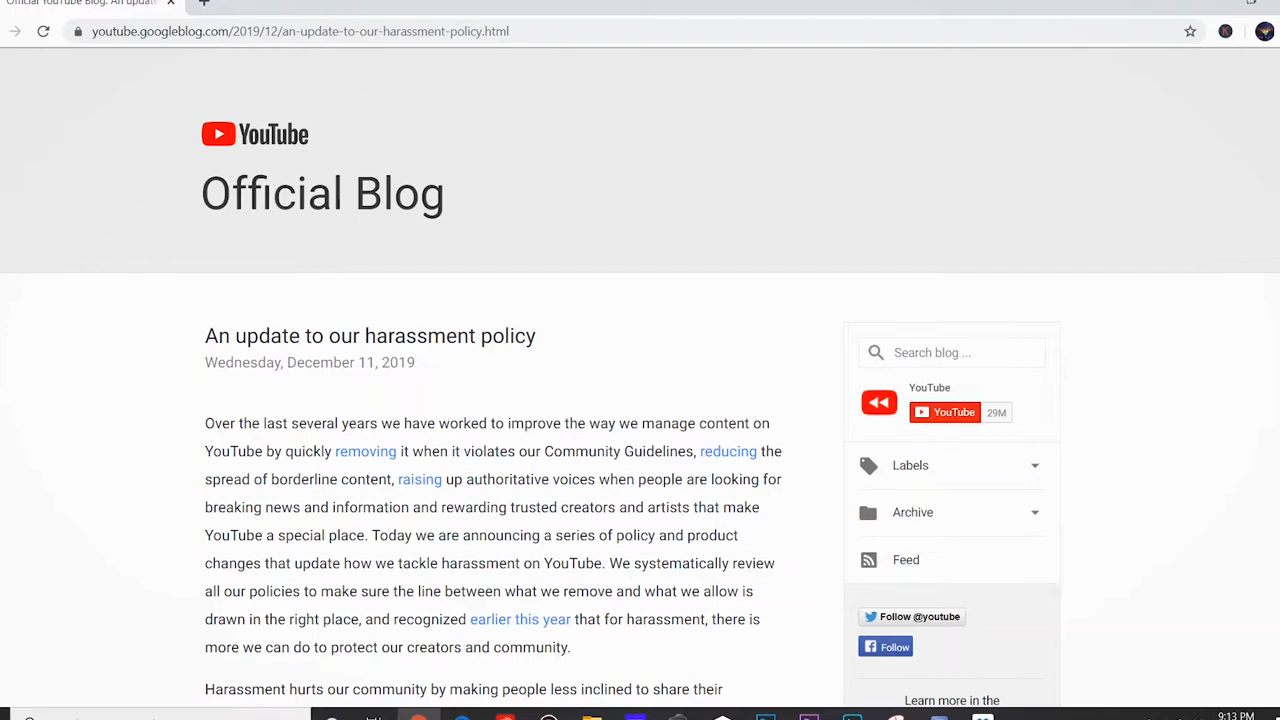 Official YouTube Blog: An update
youtube.googleblog.com/2019/12/an-update-to-our-harassment-policy.html
K
YouTube
Official Blog
An update to our harassment policy
Wednesday, December 11, 2019
Over the last several years we have worked to improve the way we manage content on
YouTube by quickly removing it when it violates our Community Guidelines, reducing the
spread of borderline content, raising up authoritative voices when people are looking for
breaking news and information and rewarding trusted creators and artists that make
YouTube a special place. Today we are announcing a series of policy and product
changes that update how we tackle harassment on YouTube. We systematically review
all our policies to make sure the line between what we remove and what we allow is
drawn in the right place, and recognized earlier this year that for harassment, there is
more we can do to protect our creators and community.
Harassment hurts our community by making people less inclined to share their
Search blog ...
YouTube
YouTube 29M
Labels
Archive
Feed
Follow @youtube
Follow
Learn more in the
9:13 PM